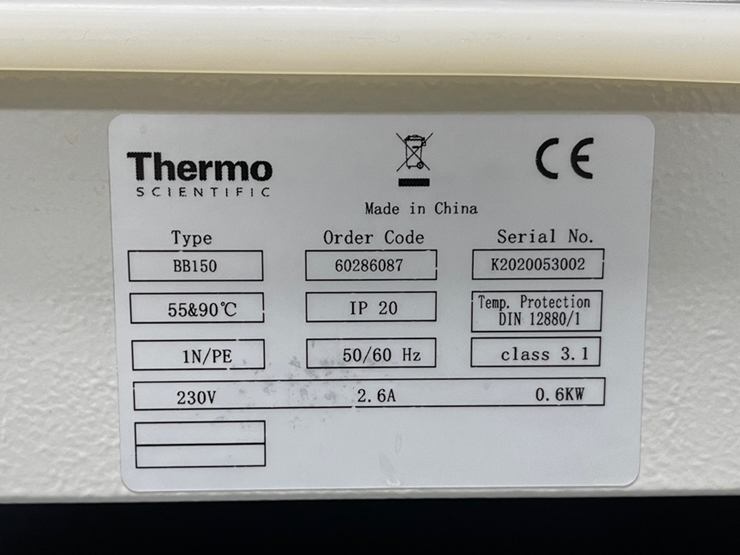 Thermo
SCIENTIFIC
CE
Made in China
Type Order Code Serial No.
BB150 60286087 K2020053002
55&90℃ IP 20 Temp. Protection
DIN 12880/1
1N/PE 50/60 Hz class 3.1
230V 2.6A 0.6KW